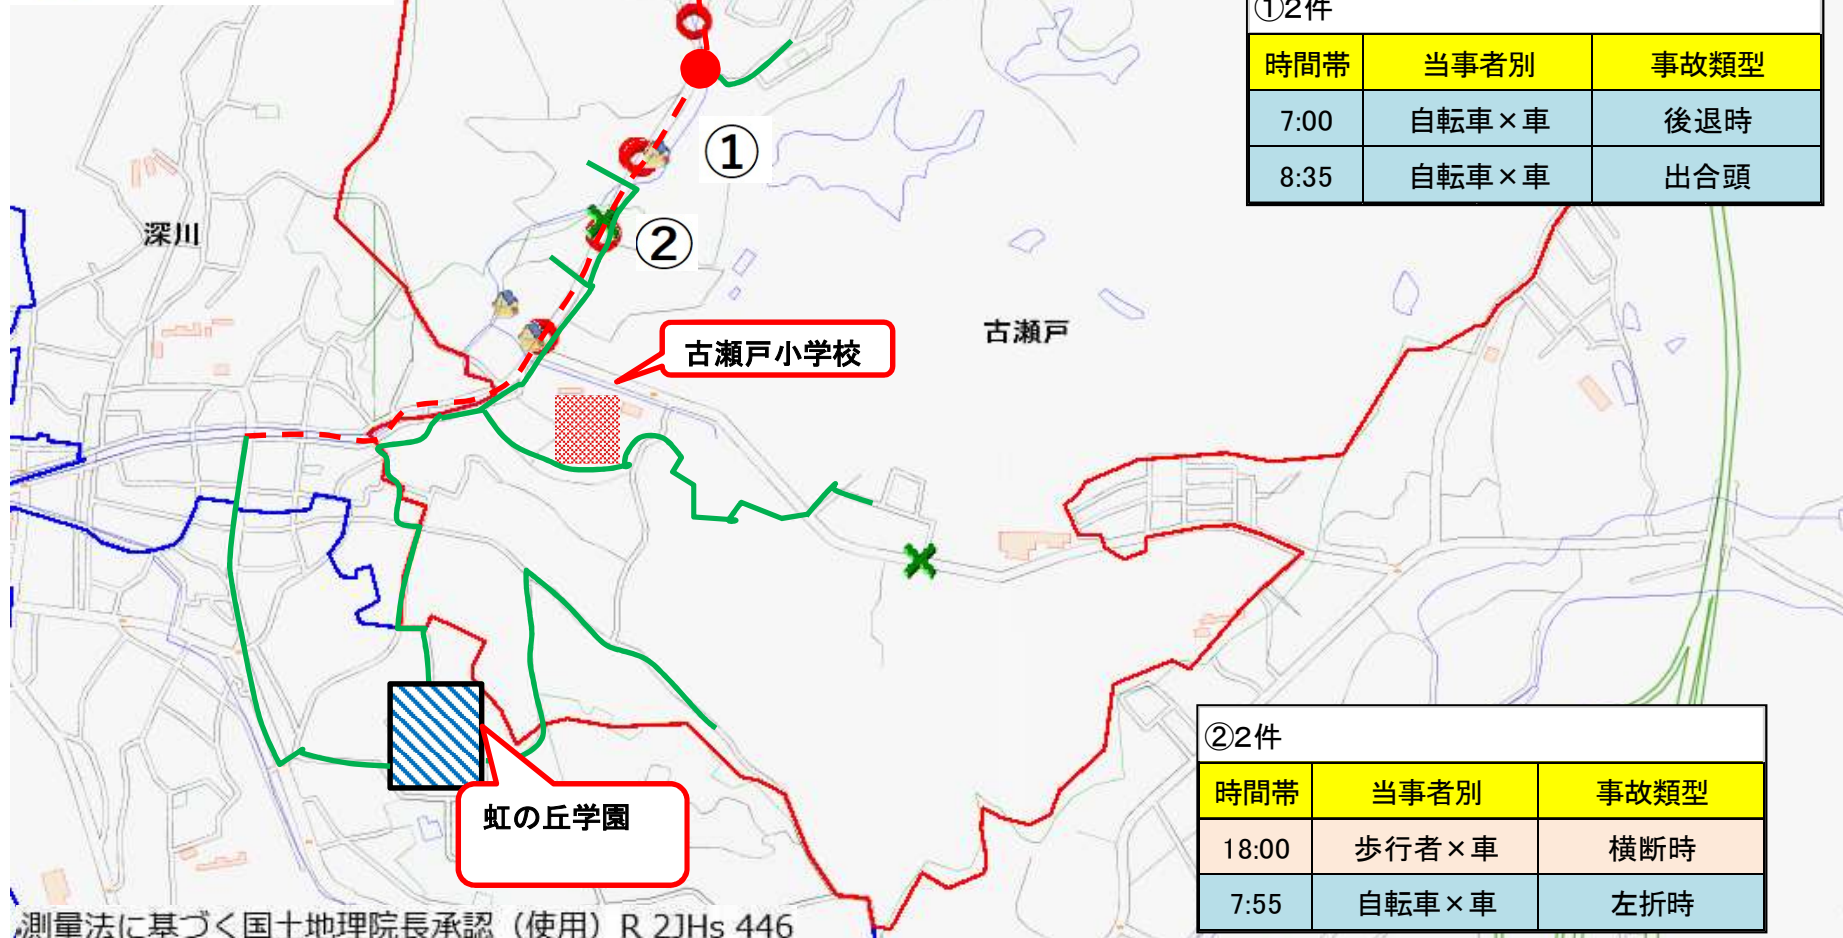 ①2件
時間帯 当事者別 事故類型
7:00 自転車×車 後退時
8:35 自転車×車 出合頭
①
深川
②
古瀬戸
古瀬戸小学校
虹の丘学園
②2件
時間帯 当事者別 事故類型
18:00 歩行者×車 横断時
7:55 自転車×車 左折時
測量法に基づく国土地理院長承認（使用）R 2JHs 446